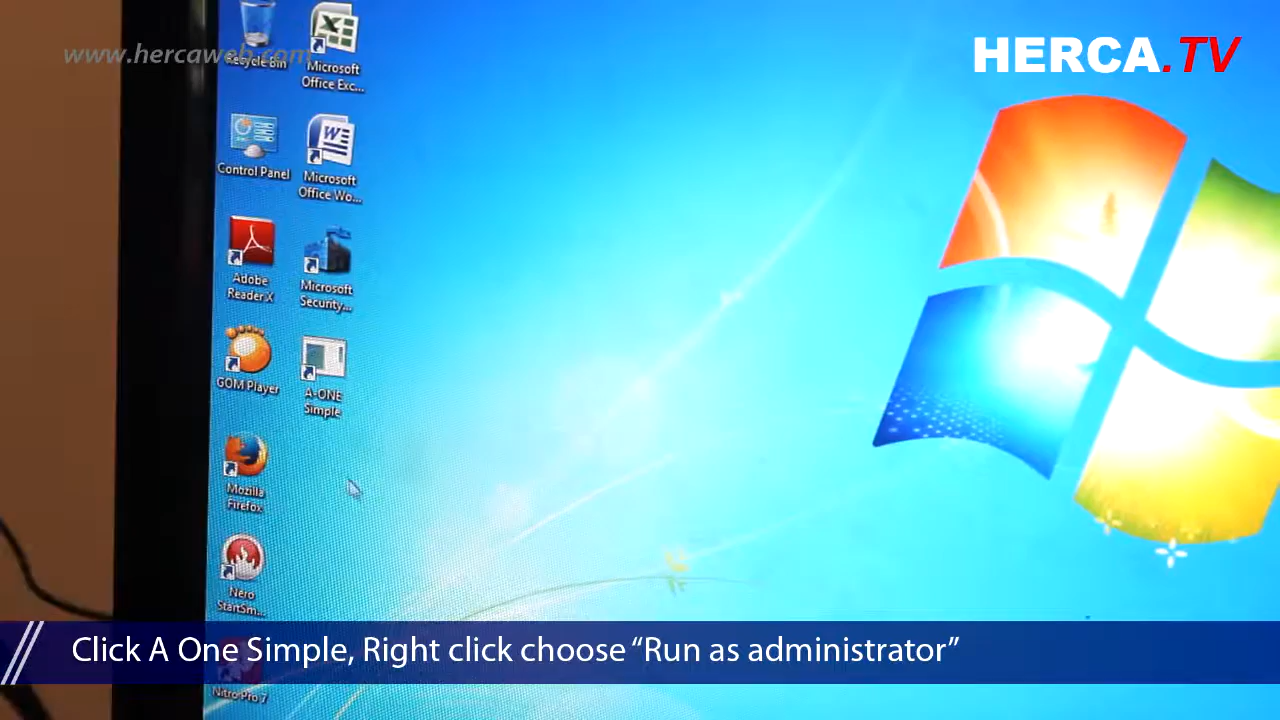 www.hercaweb.com
HERCA.TV
Recycle Bin
Microsoft
Office Exc...
Control Panel
Microsoft
Office Wo...
Adobe
Reader X
Microsoft
Security...
GOM Player
A-ONE
Simple
Mozilla
Firefox
Nero
StartSm...
Click A One Simple, Right click choose “Run as administrator”
Nitro Pro 7